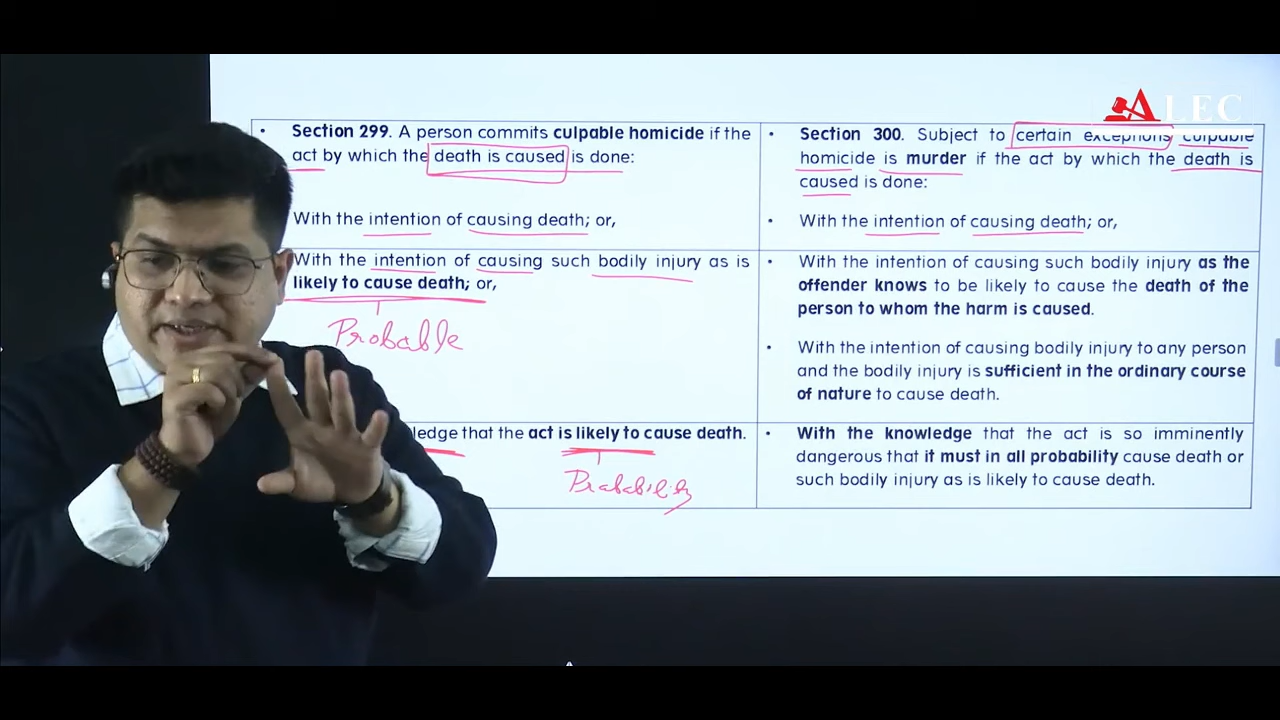 ALEC
Section 299. A person commits culpable homicide if the
act by which the death is caused is done:
With the intention of causing death; or,
With the intention of causing such bodily injury as is
likely to cause death; or,
Probable
ledge that the act is likely to cause death.
Probability
Section 300. Subject to certain exceptions culpable
homicide is murder if the act by which the death is
caused is done:
With the intention of causing death; or,
With the intention of causing such bodily injury as the
offender knows to be likely to cause the death of the
person to whom the harm is caused.
With the intention of causing bodily injury to any person
and the bodily injury is sufficient in the ordinary course
of nature to cause death.
With the knowledge that the act is so imminently
dangerous that it must in all probability cause death or
such bodily injury as is likely to cause death.